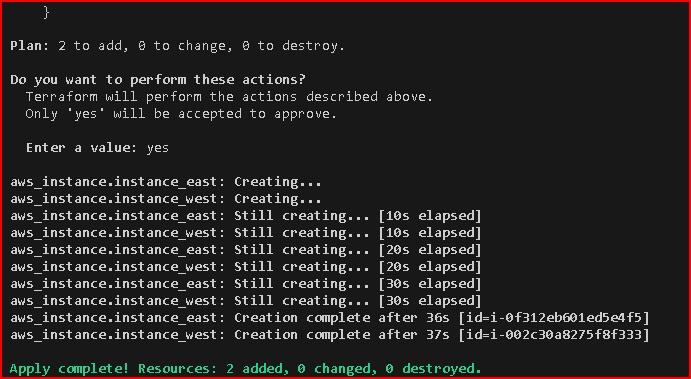 }
Plan: 2 to add, 0 to change, 0 to destroy.
Do you want to perform these actions?
Terraform will perform the actions described above.
Only 'yes' will be accepted to approve.
Enter a value: yes
aws_instance.instance_east: Creating...
aws_instance.instance_west: Creating...
aws_instance.instance_east: Still creating... [10s elapsed]
aws_instance.instance_west: Still creating... [10s elapsed]
aws_instance.instance_east: Still creating... [20s elapsed]
aws_instance.instance_west: Still creating... [20s elapsed]
aws_instance.instance_east: Still creating... [30s elapsed]
aws_instance.instance_west: Still creating... [30s elapsed]
aws_instance.instance_east: Creation complete after 36s [id=i-0f312eb601ed5e4f5]
aws_instance.instance_west: Creation complete after 37s [id=i-002c30a8275f8f333]
Apply complete! Resources: 2 added, 0 changed, 0 destroyed.